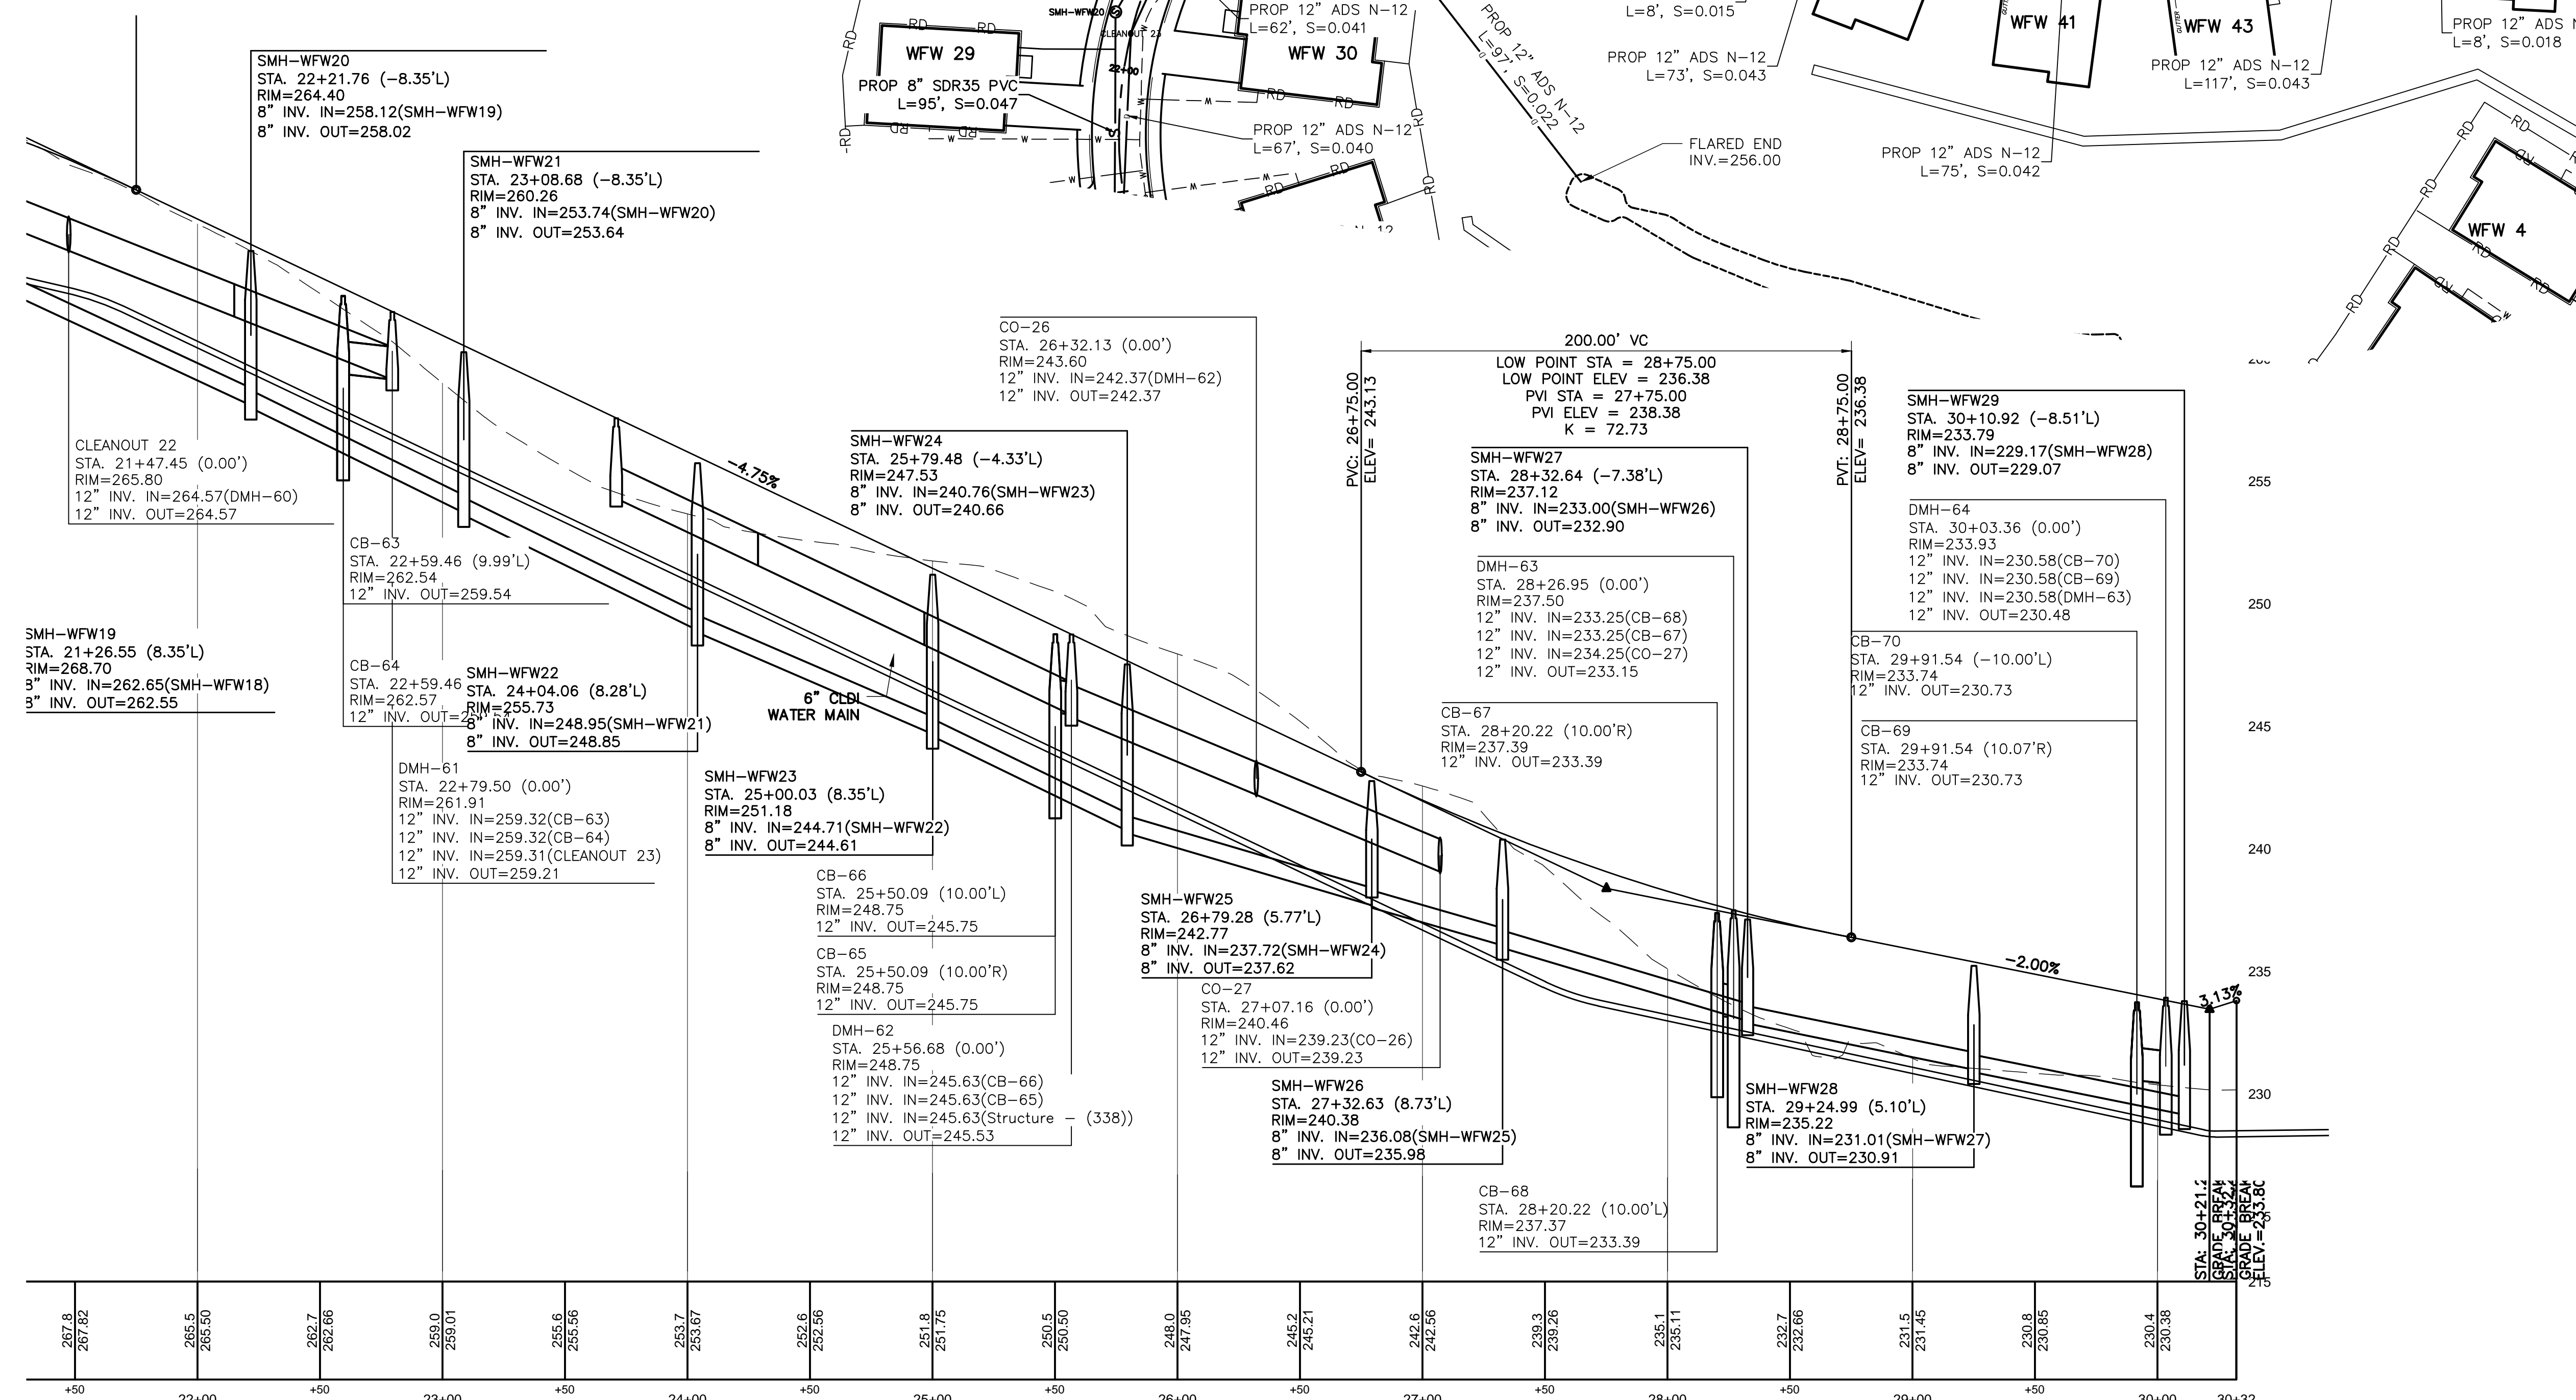 SMH-WFW20
STA. 22+21.76 (-8.35'L)
RIM=264.40
8" INV. IN=258.12(SMH-WFW19)
8" INV. OUT=258.02
SMH-WFW21
STA. 23+08.68 (-8.35'L)
RIM=260.26
8" INV. IN=253.74(SMH-WFW20)
8" INV. OUT=253.64
SMH-WFW20
CLEANOUT 23
22+00
WFW 29
WFW 30
PROP 8" SDR35 PVC
L=95', S=0.047
PROP 12" ADS N-12
L=62', S=0.041
PROP 12" ADS N-12
L=67', S=0.040
PROP 12" ADS N-12
L=97', S=0.022
FLARED END
INV.=256.00
L=8', S=0.015
PROP 12" ADS N-12
L=73', S=0.043
WFW 41
WFW 43
GUTTER
PROP 12" ADS N-12
L=117', S=0.043
PROP 12" ADS N-12
L=75', S=0.042
PROP 12" ADS N
L=8', S=0.018
WFW 4
RD
RD
RD
RD
RD
W
W
W
CLEANOUT 22
STA. 21+47.45 (0.00')
RIM=265.80
12" INV. IN=264.57(DMH-60)
12" INV. OUT=264.57
CB-63
STA. 22+59.46 (9.99'L)
RIM=262.54
12" INV. OUT=259.54
SMH-WFW19
STA. 21+26.55 (8.35'L)
RIM=268.70
8" INV. IN=262.65(SMH-WFW18)
8" INV. OUT=262.55
CB-64
STA. 22+59.46
RIM=262.57
12" INV. OUT=
SMH-WFW22
STA. 24+04.06 (8.28'L)
RIM=255.73
8" INV. IN=248.95(SMH-WFW21)
8" INV. OUT=248.85
DMH-61
STA. 22+79.50 (0.00')
RIM=261.91
12" INV. IN=259.32(CB-63)
12" INV. IN=259.32(CB-64)
12" INV. IN=259.31(CLEANOUT 23)
12" INV. OUT=259.21
-4.75%
6" CLDI
WATER MAIN
SMH-WFW23
STA. 25+00.03 (8.35'L)
RIM=251.18
8" INV. IN=244.71(SMH-WFW22)
8" INV. OUT=244.61
SMH-WFW24
STA. 25+79.48 (-4.33'L)
RIM=247.53
8" INV. IN=240.76(SMH-WFW23)
8" INV. OUT=240.66
CO-26
STA. 26+32.13 (0.00')
RIM=243.60
12" INV. IN=242.37(DMH-62)
12" INV. OUT=242.37
CB-66
STA. 25+50.09 (10.00'L)
RIM=248.75
12" INV. OUT=245.75
CB-65
STA. 25+50.09 (10.00'R)
RIM=248.75
12" INV. OUT=245.75
DMH-62
STA. 25+56.68 (0.00')
RIM=248.75
12" INV. IN=245.63(CB-66)
12" INV. IN=245.63(CB-65)
12" INV. IN=245.63(Structure - (338))
12" INV. OUT=245.53
SMH-WFW25
STA. 26+79.28 (5.77'L)
RIM=242.77
8" INV. IN=237.72(SMH-WFW24)
8" INV. OUT=237.62
CO-27
STA. 27+07.16 (0.00')
RIM=240.46
12" INV. IN=239.23(CO-26)
12" INV. OUT=239.23
SMH-WFW26
STA. 27+32.63 (8.73'L)
RIM=240.38
8" INV. IN=236.08(SMH-WFW25)
8" INV. OUT=235.98
200.00' VC
LOW POINT STA = 28+75.00
LOW POINT ELEV = 236.38
PVI STA = 27+75.00
PVI ELEV = 238.38
K = 72.73
PVC: 26+75.00
ELEV= 243.13
PVT: 28+75.00
ELEV= 236.38
SMH-WFW27
STA. 28+32.64 (-7.38'L)
RIM=237.12
8" INV. IN=233.00(SMH-WFW26)
8" INV. OUT=232.90
DMH-63
STA. 28+26.95 (0.00')
RIM=237.50
12" INV. IN=233.25(CB-68)
12" INV. IN=233.25(CB-67)
12" INV. IN=234.25(CO-27)
12" INV. OUT=233.15
CB-67
STA. 28+20.22 (10.00'R)
RIM=237.39
12" INV. OUT=233.39
CB-68
STA. 28+20.22 (10.00'L)
RIM=237.37
12" INV. OUT=233.39
SMH-WFW29
STA. 30+10.92 (-8.51'L)
RIM=233.79
8" INV. IN=229.17(SMH-WFW28)
8" INV. OUT=229.07
DMH-64
STA. 30+03.36 (0.00')
RIM=233.93
12" INV. IN=230.58(CB-70)
12" INV. IN=230.58(CB-69)
12" INV. IN=230.58(DMH-63)
12" INV. OUT=230.48
CB-70
STA. 29+91.54 (-10.00'L)
RIM=233.74
12" INV. OUT=230.73
CB-69
STA. 29+91.54 (10.07'R)
RIM=233.74
12" INV. OUT=230.73
SMH-WFW28
STA. 29+24.99 (5.10'L)
RIM=235.22
8" INV. IN=231.01(SMH-WFW27)
8" INV. OUT=230.91
-2.00%
3.13%
255
250
245
240
235
230
215
STA: 30+21.2
GRADE BREAK
STA: 30+32
GRADE BREAK
ELEV.=233.80
267.8 267.82
265.5 265.50
262.7 262.66
259.0 259.01
255.6 255.56
253.7 253.67
252.6 252.56
251.8 251.75
250.5 250.50
248.0 247.95
245.2 245.21
242.6 242.56
239.3 239.26
235.1 235.11
232.7 232.66
231.5 231.45
230.8 230.85
230.4 230.38
+50 22+00 +50 23+00 +50 24+00 +50 25+00 +50 26+00 +50 27+00 +50 28+00 +50 29+00 +50 30+00 30+32